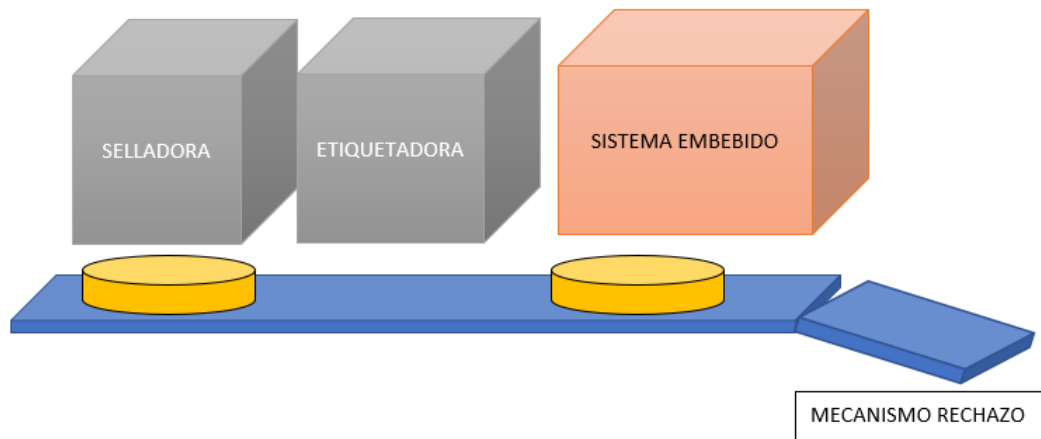 SELLADORA
ETIQUETADORA
SISTEMA EMBEBIDO
MECANISMO RECHAZO